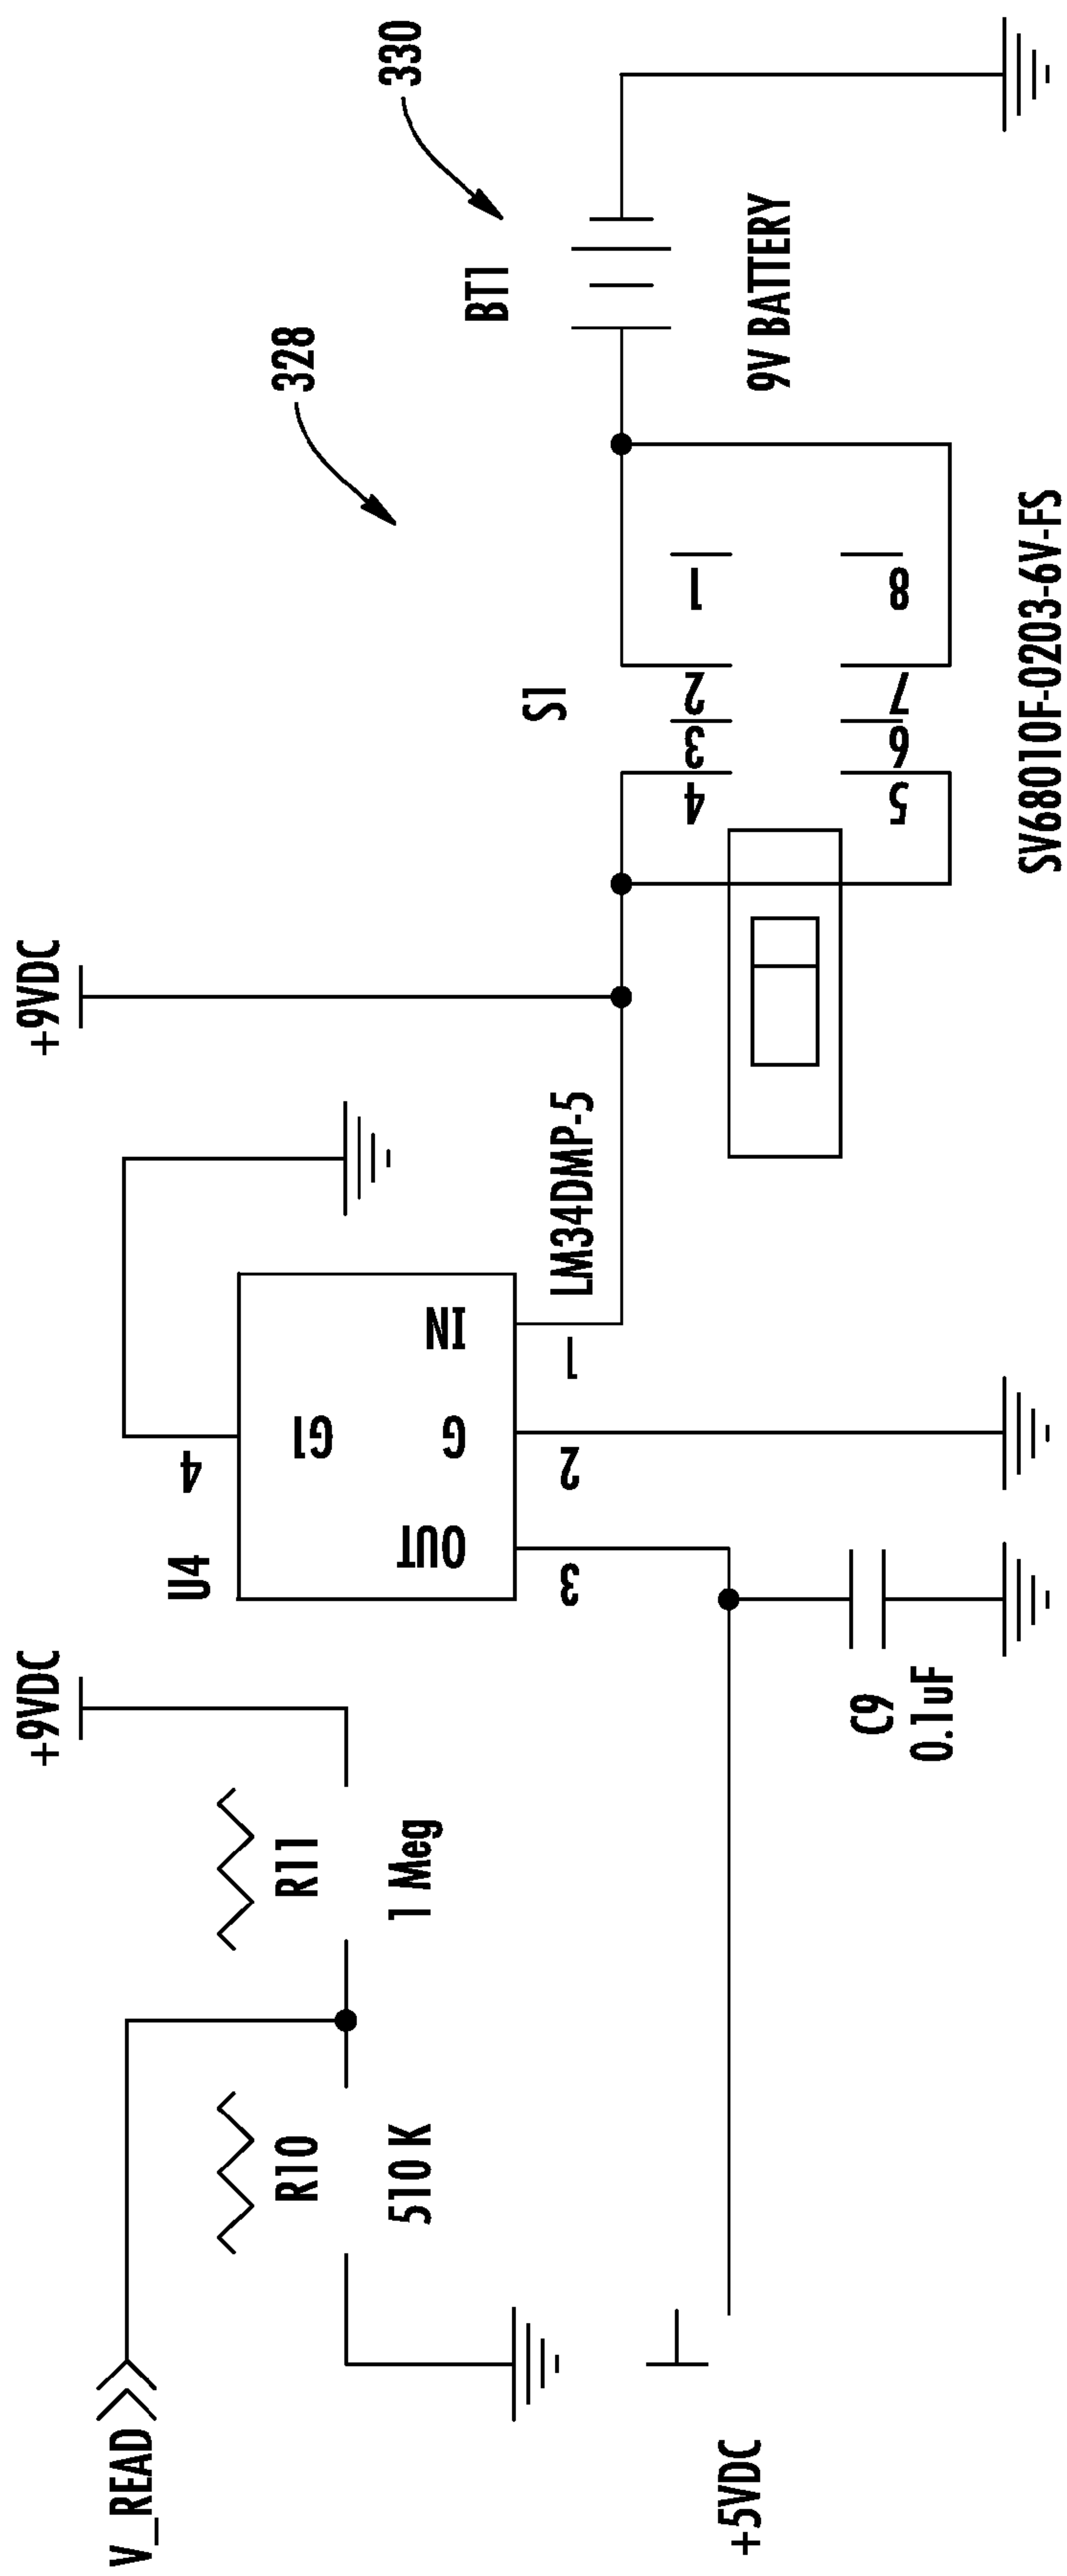 V_READ
R10
510 K
R11
1 Meg
+9VDC
+5VDC
U4
4
G1
OUT
G
IN
3
2
1
LM34DMP-5
C9
0.1uF
+9VDC
S1
4
3
2
1
5
6
7
8
SV68010F-0203-6V-FS
328
330
BT1
9V BATTERY